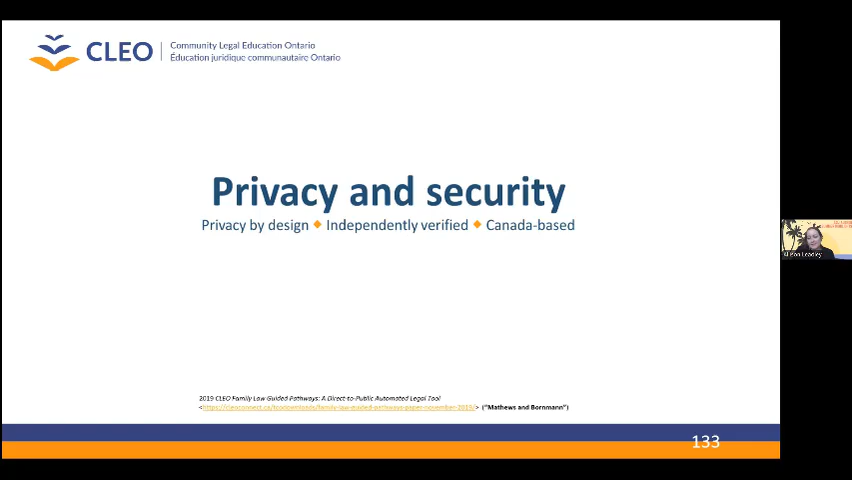 CLEO
Community Legal Education Ontario
Éducation juridique communautaire Ontario
Privacy and security
Privacy by design ◆ Independently verified ◆ Canada-based
2019 CLEO Family Law Guided Pathways: A Direct-to-Public Automated Legal Tool
("Mathews and Bornmann")
133
Leadley